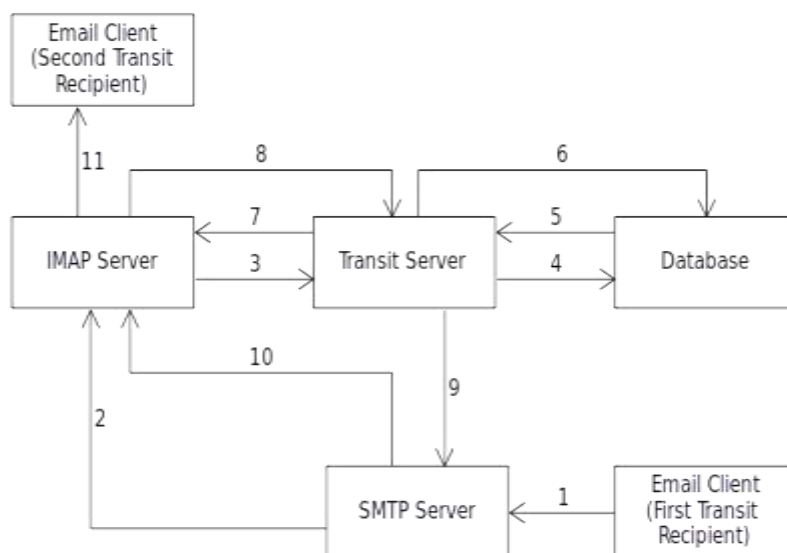 Email Client
(Second Transit
Recipient)
11
8
6
7
5
IMAP Server
Transit Server
Database
3
4
10
2
9
SMTP Server
1
Email Client
(First Transit
Recipient)